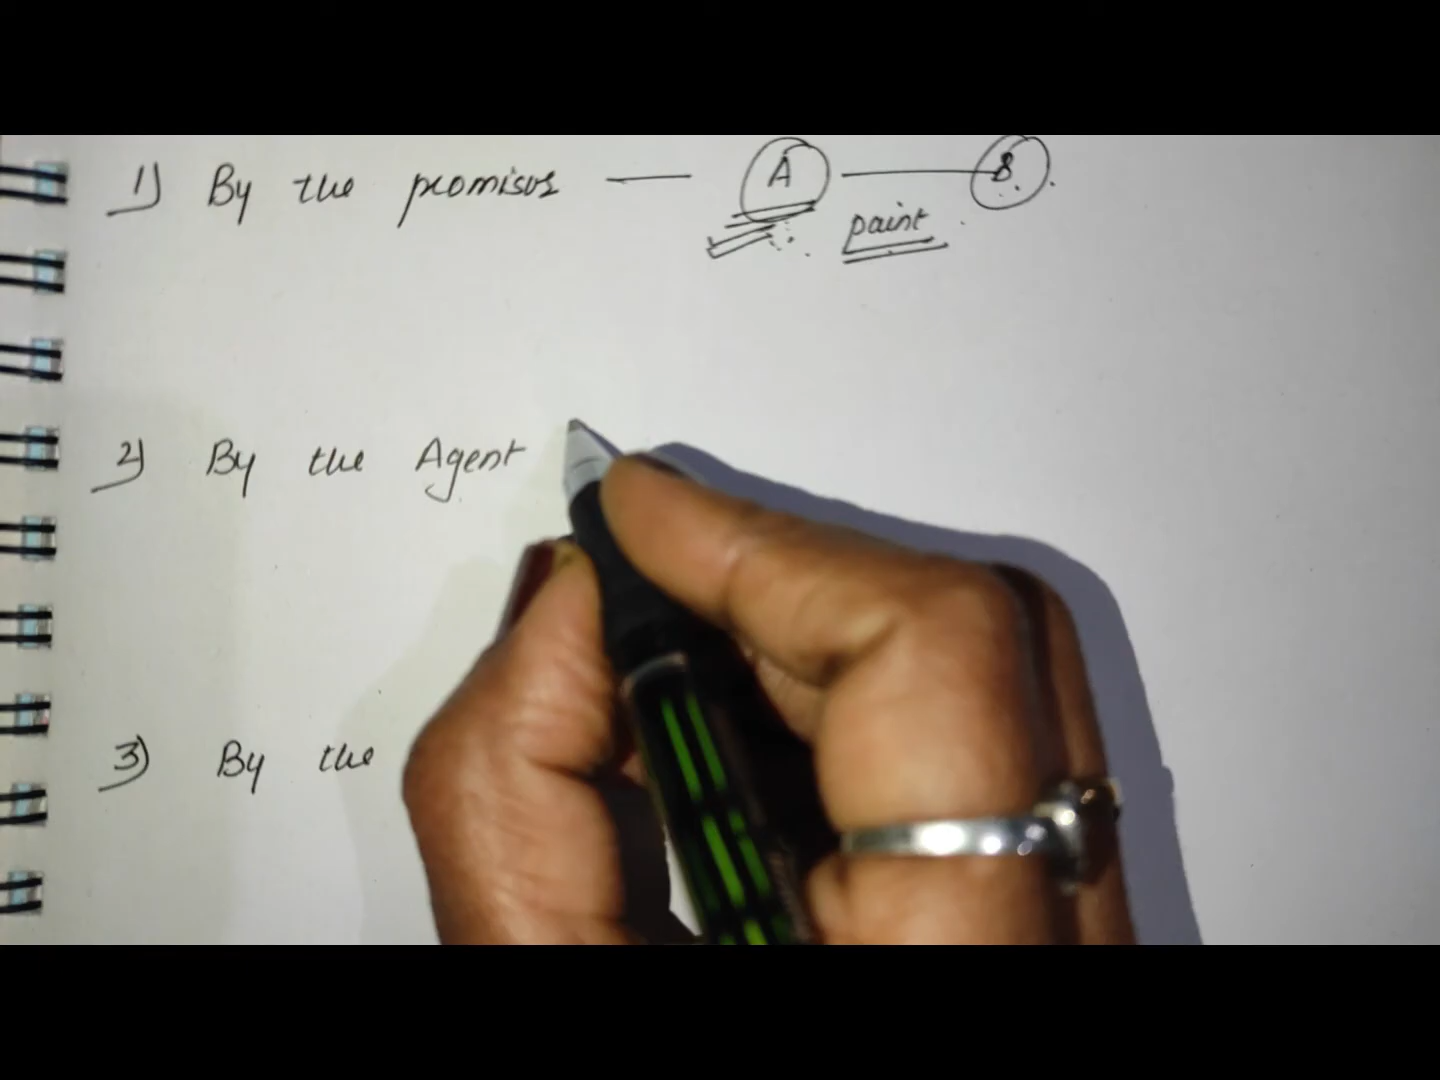 1) By the promisor — A — B
paint
2) By the Agent
3) By the